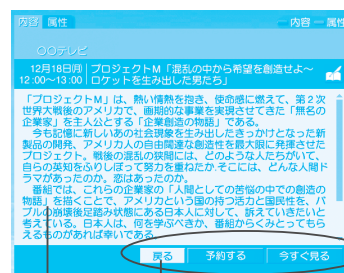 内容 属性
内容 属性
○○テレビ
12月18日(月) プロジェクトM「混乱の中から希望を創造せよ〜
12:00〜13:00 ロケットを生み出した男たち」
「プロジェクトM」は、熱い情熱を抱き、使命感に燃えて、第2次
世界大戦後のアメリカで、画期的な事業を実現させてきた「無名の
企業家」を主人公とする「企業創造の物語」である。
今も記憶に新しいあの社会現象を生み出したきっかけとなった新
製品の開発、アメリカ人の自由闊達な創造性を最大限に発揮させた
プロジェクト。戦後の混乱の狭間には、どのような人たちがいて、
自らの英知をふりしぼって努力を重ねたか そこには、どんな人間ド
ラマがあったのか。恋はあったのか。
番組では、これらの企業家の「人間としての苦悩の中での創造の
物語」を描くことで、アメリカという国の持つ活力と国民性を、バ
ブルの崩壊後足踏み状態にある日本人に対して、訴えていきたいと
考えている。日本人は、何を学ぶべきか、番組からくみとってもら
えるものがあれば幸いである。
戻る 予約する 今すぐ見る